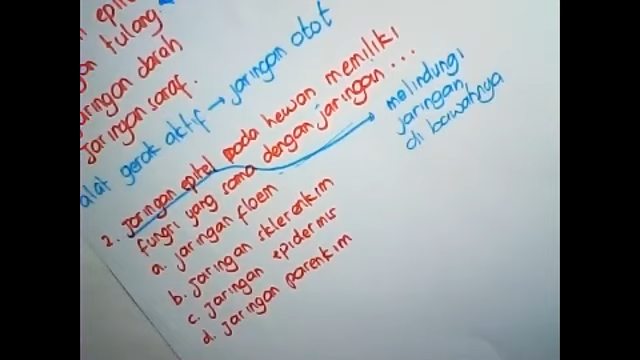 epit
tulang.
jaringan darah
jaringan saraf.
alat gerak aktif → jaringan otot
2. Jaringan epitel pada hewan memiliki
fungsi yang sama dengan jaringan ...
a. jaringan floem
b. jaringan sklerenkim
c. jaringan epidermis
d. jaringan parenkim
melindungi
jaringan
di bawahnya